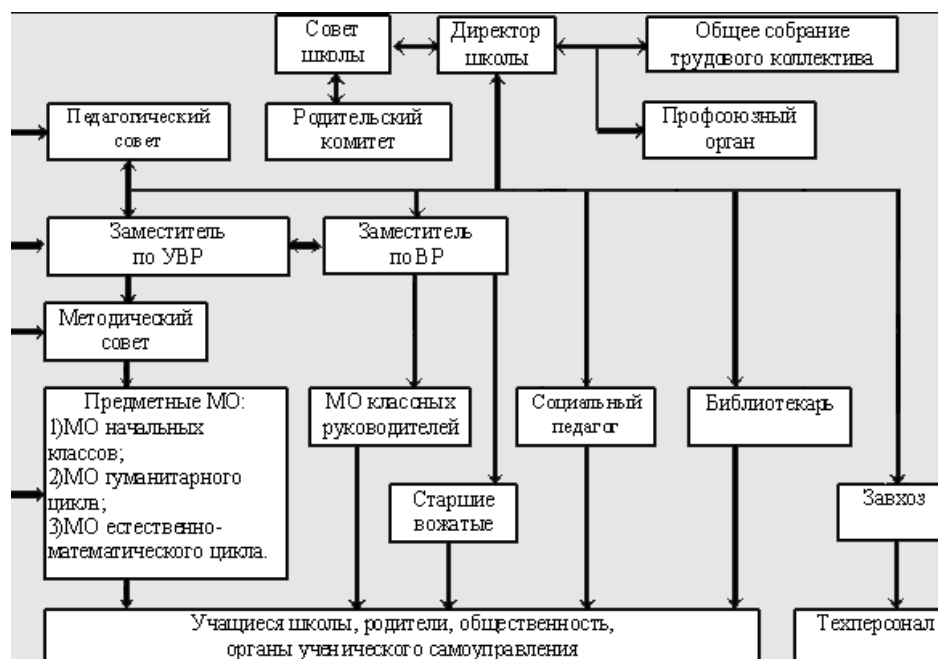 Совет
школы
Директор
школы
Общее собрание
трудового коллектива
Педагогический
совет
Родительский
комитет
Профсоюзный
орган
Заместитель
по УВР
Заместитель
по ВР
Методический
совет
Предметные МО:
1)МО начальных
классов;
2)МО гуманитарного
цикла;
3)МО естественно-
математического цикла.
МО классных
руководителей
Социальный
педагог
Библиотекарь
Старшие
вожатые
Завхоз
Учащиеся школы, родители, общественность,
органы ученического самоуправления
Техперсонал